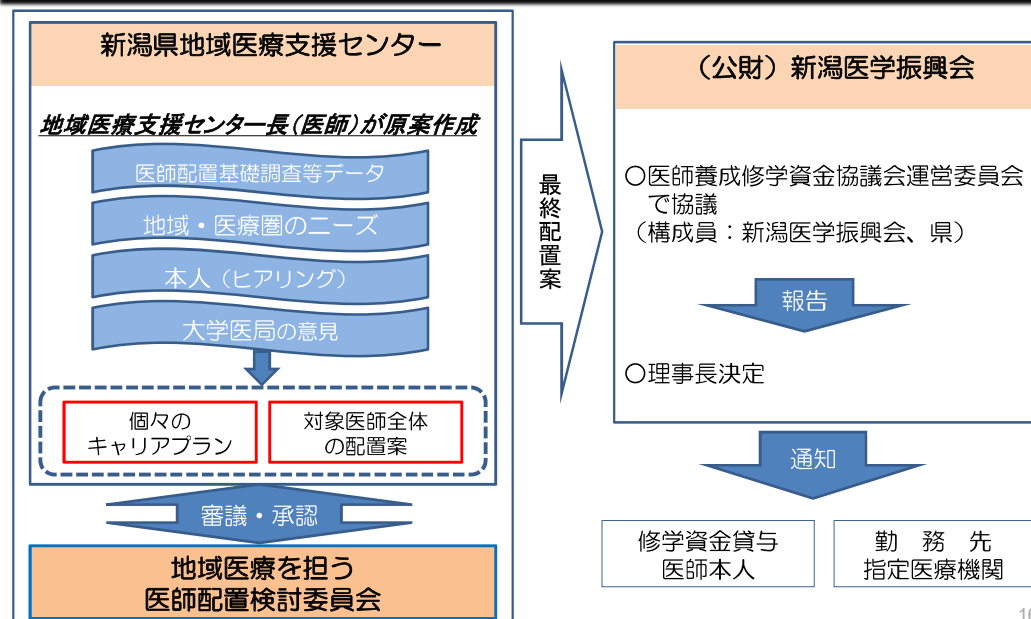 新潟県地域医療支援センター
地域医療支援センター長（医師）が原案作成
医師配置基礎調査等データ
地域・医療圏のニーズ
本人（ヒアリング）
大学医局の意見
個々の
キャリアプラン
対象医師全体
の配置案
審議・承認
地域医療を担う
医師配置検討委員会
最終配置案
（公財）新潟医学振興会
〇医師養成修学資金協議会運営委員会
で協議
（構成員：新潟医学振興会、県）
報告
〇理事長決定
通知
修学資金貸与
医師本人
勤　務　先
指定医療機関
16